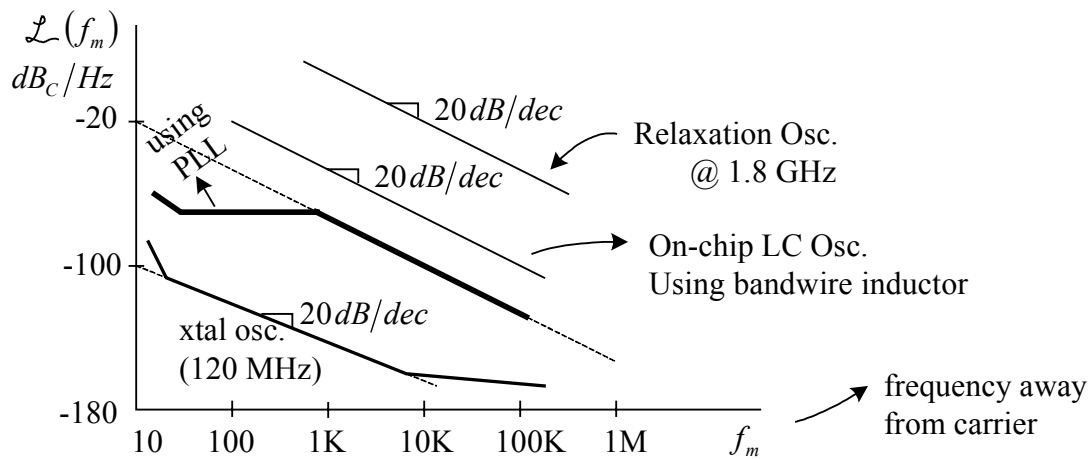 ℒ(f_m)
dB_C/Hz
-20
-100
-180
using
PLL
20dB/dec
20dB/dec
20dB/dec
Relaxation Osc.
@ 1.8 GHz
On-chip LC Osc.
Using bandwire inductor
xtal osc.
(120 MHz)
10 100 1K 10K 100K 1M f_m
frequency away
from carrier